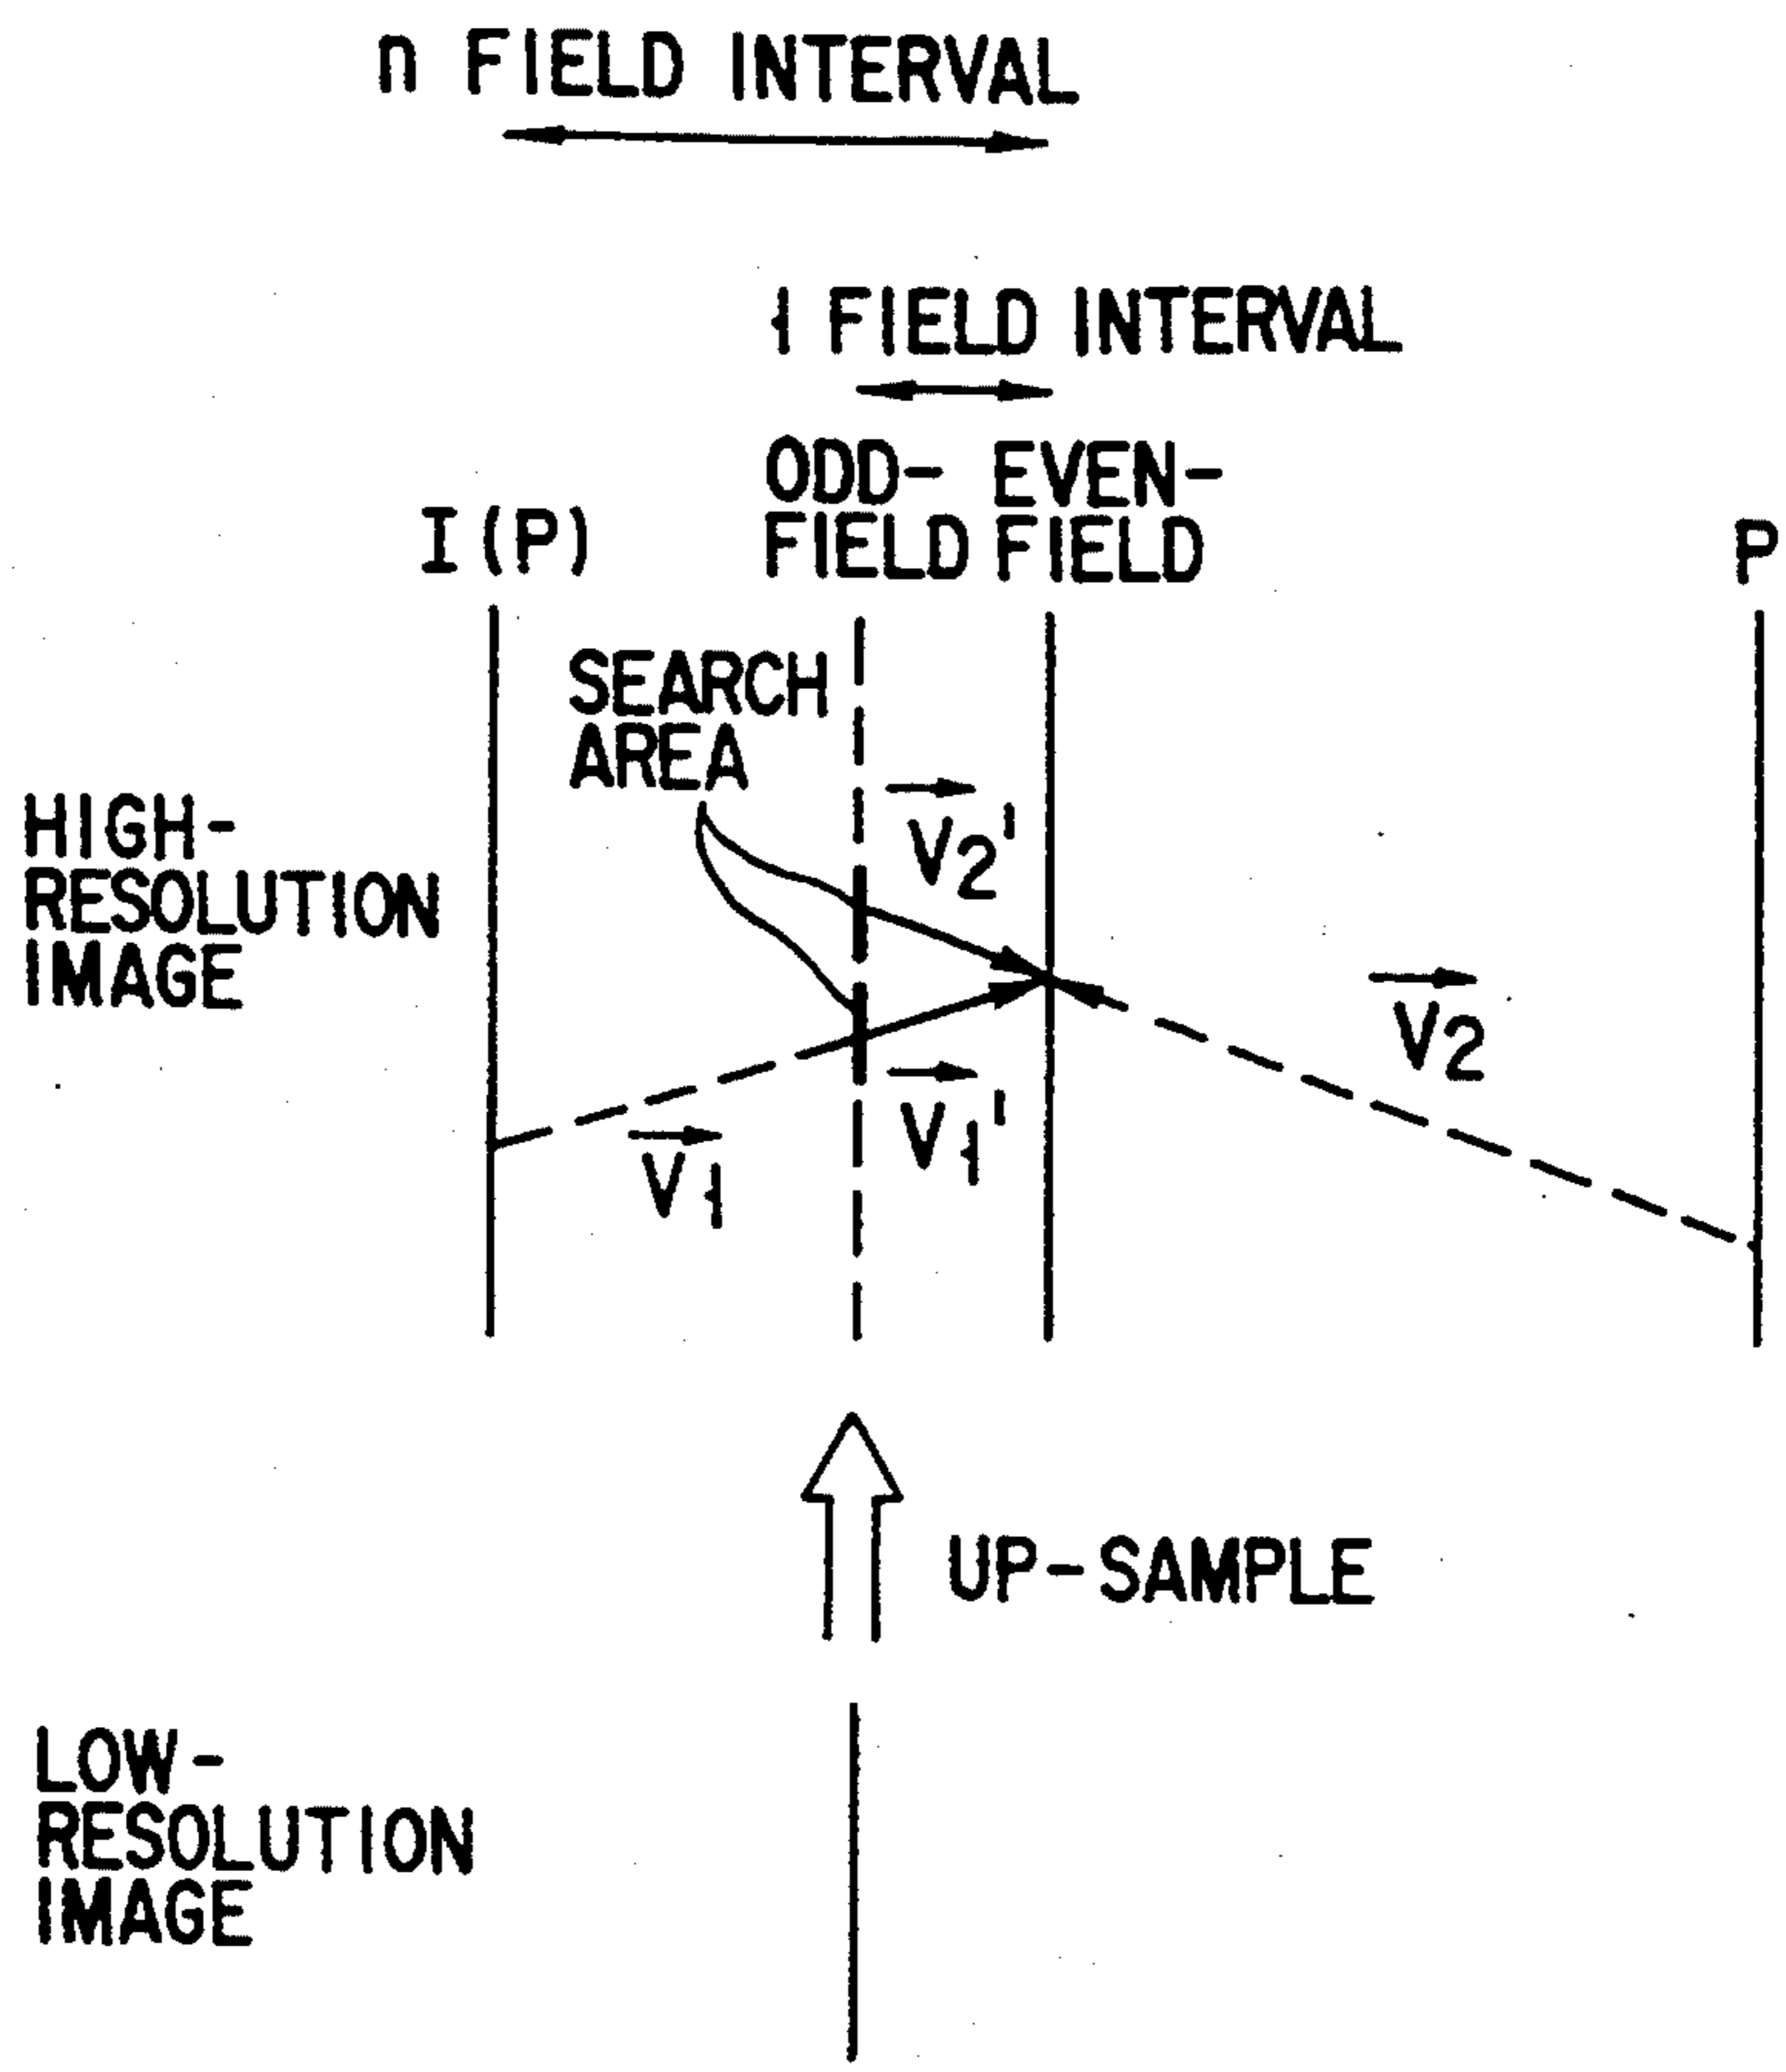 n FIELD INTERVAL
1 FIELD INTERVAL
ODD- EVEN-
I(P) FIELD FIELD P
SEARCH
AREA
HIGH-
RESOLUTION
IMAGE
V2'
V2
V1'
V1
UP-SAMPLE
LOW-
RESOLUTION
IMAGE